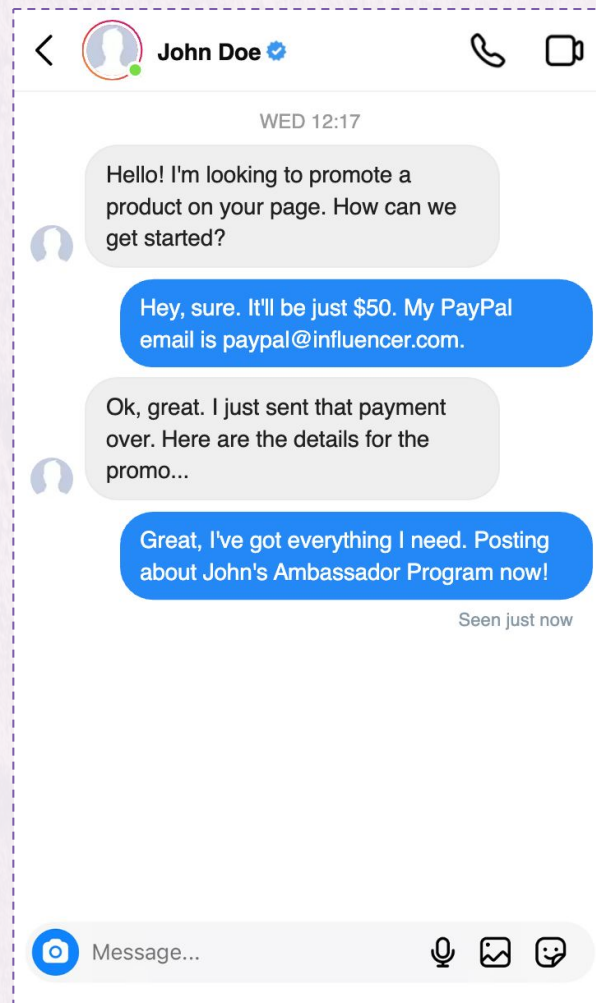 John Doe
WED 12:17
Hello! I'm looking to promote a
product on your page. How can we
get started?
Hey, sure. It'll be just $50. My PayPal
email is paypal@influencer.com.
Ok, great. I just sent that payment
over. Here are the details for the
promo...
Great, I've got everything I need. Posting
about John's Ambassador Program now!
Seen just now
Message...